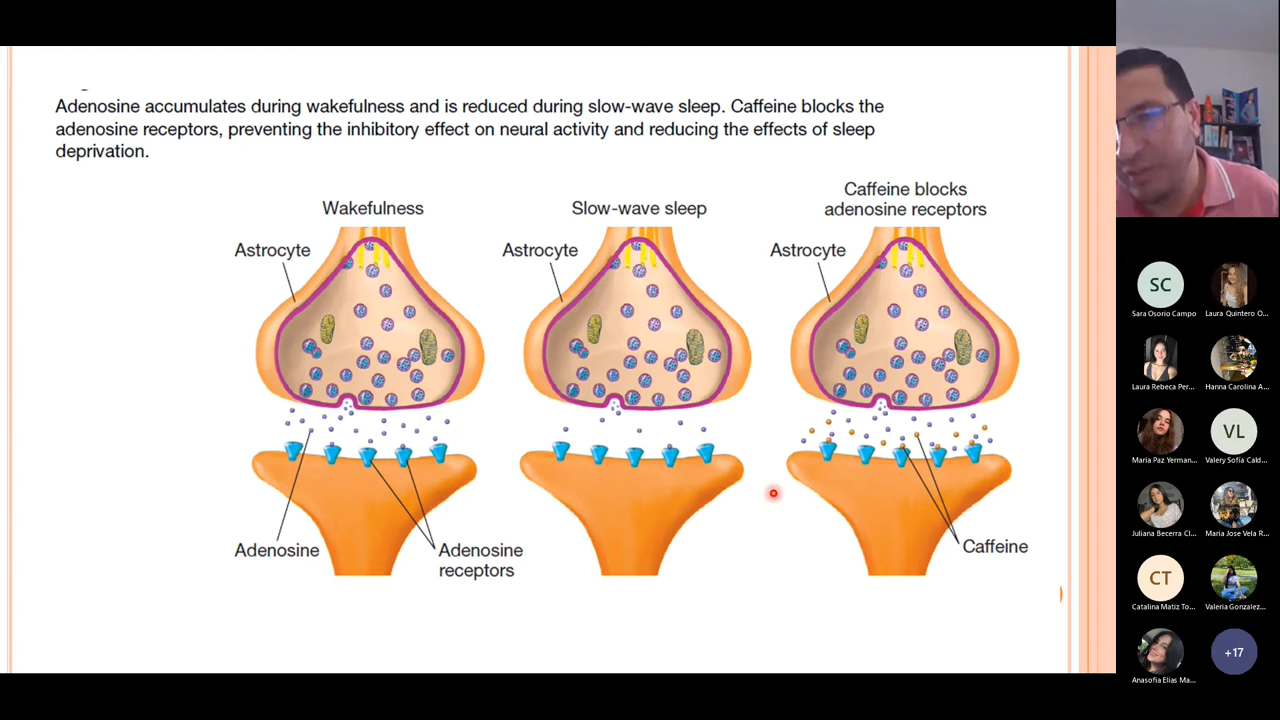 Adenosine accumulates during wakefulness and is reduced during slow-wave sleep. Caffeine blocks the
adenosine receptors, preventing the inhibitory effect on neural activity and reducing the effects of sleep
deprivation.
Wakefulness
Slow-wave sleep
Caffeine blocks
adenosine receptors
Astrocyte
Astrocyte
Astrocyte
Adenosine
Adenosine
receptors
Caffeine
SC
Sara Osorio Campo
Laura Quintero O...
Laura Rebeca Per...
Hanna Carolina A...
Maria Paz Yerman...
VL
Valery Sofia Cald...
Juliana Becerra Cl...
Maria Jose Vela R...
CT
Catalina Matiz To...
Valeria Gonzalez...
Anasofia Elias Ma...
+17